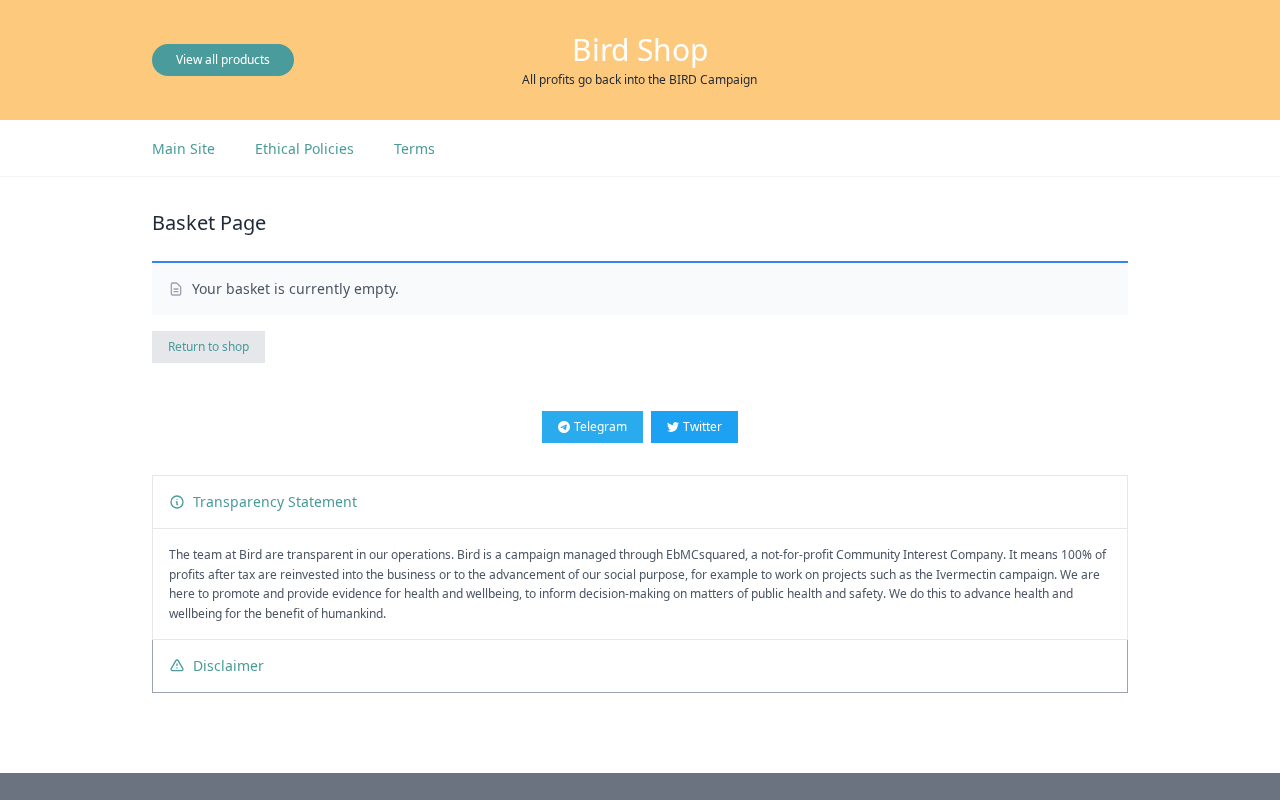 View all products
Bird Shop
All profits go back into the BIRD Campaign
Main Site
Ethical Policies
Terms
Basket Page
Your basket is currently empty.
Return to shop
Telegram
Twitter
Transparency Statement
The team at Bird are transparent in our operations. Bird is a campaign managed through EbMCsquared, a not-for-profit Community Interest Company. It means 100% of
profits after tax are reinvested into the business or to the advancement of our social purpose, for example to work on projects such as the Ivermectin campaign. We are
here to promote and provide evidence for health and wellbeing, to inform decision-making on matters of public health and safety. We do this to advance health and
wellbeing for the benefit of humankind.
Disclaimer